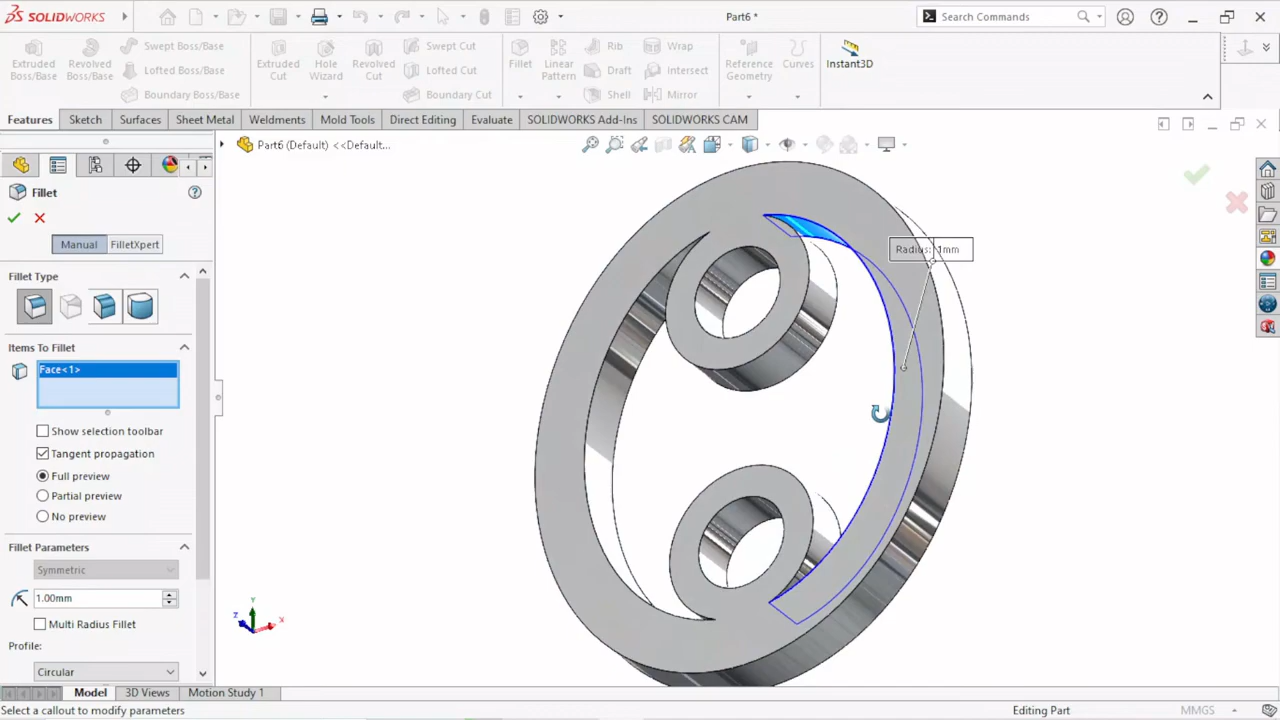 SOLIDWORKS
Part6 *
Search Commands
Extruded Boss/Base
Revolved Boss/Base
Swept Boss/Base
Lofted Boss/Base
Boundary Boss/Base
Extruded Cut
Hole Wizard
Revolved Cut
Swept Cut
Lofted Cut
Boundary Cut
Fillet
Linear Pattern
Rib
Draft
Shell
Wrap
Intersect
Mirror
Reference Geometry
Curves
Instant3D
Features
Sketch
Surfaces
Sheet Metal
Weldments
Mold Tools
Direct Editing
Evaluate
SOLIDWORKS Add-Ins
SOLIDWORKS CAM
Part6 (Default) <<Default...
Fillet
Manual
FilletXpert
Fillet Type
Items To Fillet
Face<1>
Show selection toolbar
Tangent propagation
Full preview
Partial preview
No preview
Fillet Parameters
Symmetric
1.00mm
Multi Radius Fillet
Profile:
Circular
Radius: 1mm
Y
Z
X
Model
3D Views
Motion Study 1
Select a callout to modify parameters
Editing Part
MMGS